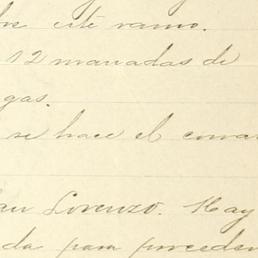 este ramo.
12 manadas de
gas.
se hace el
San Lorenzo. Hay
da para proceder